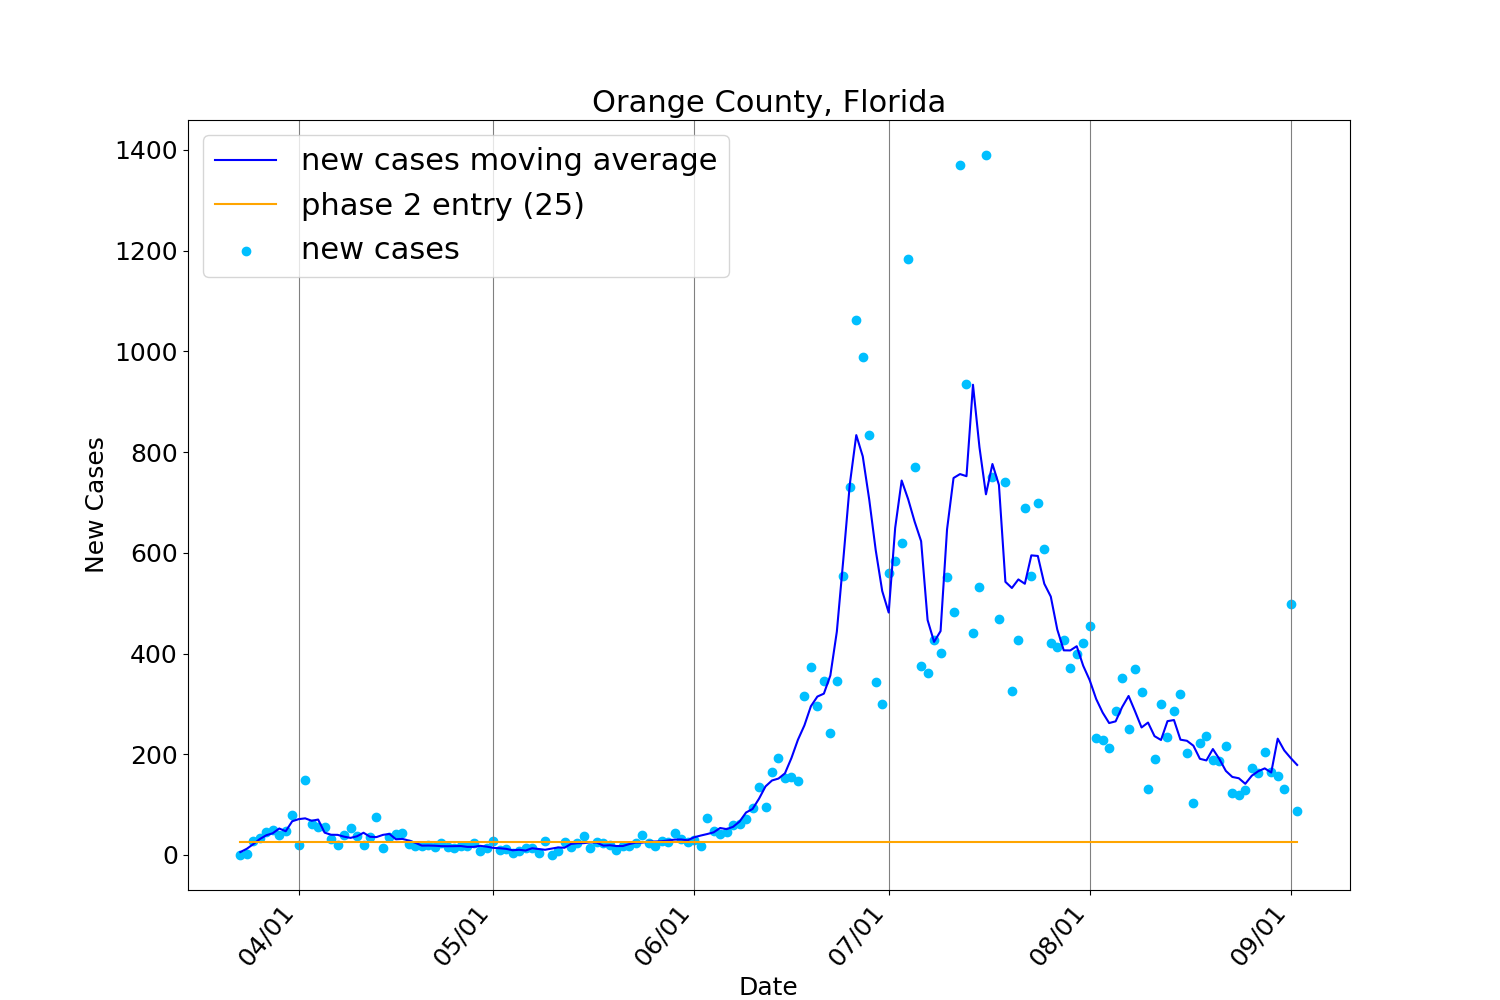 Orange County, Florida
new cases moving average
phase 2 entry (25)
new cases
1400
1200
1000
800
600
400
200
0
New Cases
04/01
05/01
06/01
07/01
08/01
09/01
Date